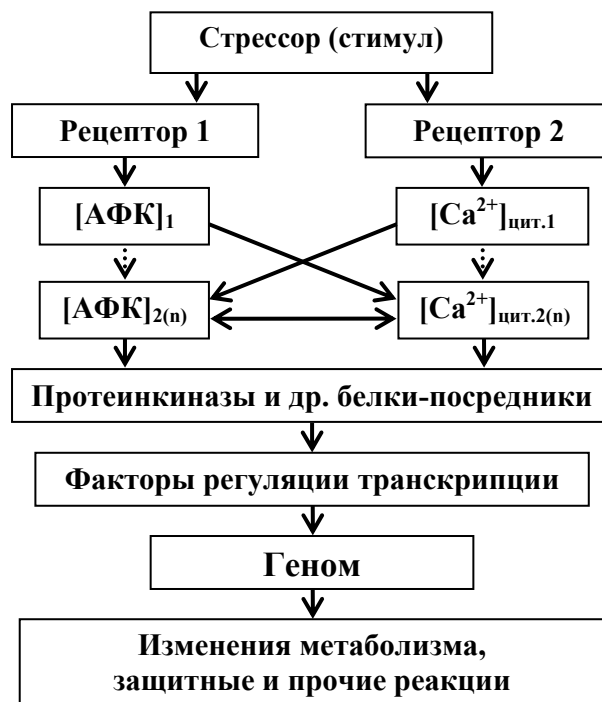 Стрессор (стимул)
Рецептор 1
Рецептор 2
[АФК]₁
[Ca²⁺]цит.1
[АФК]₂₍ₙ₎
[Ca²⁺]цит.2(n)
Протеинкиназы и др. белки-посредники
Факторы регуляции транскрипции
Геном
Изменения метаболизма,
защитные и прочие реакции